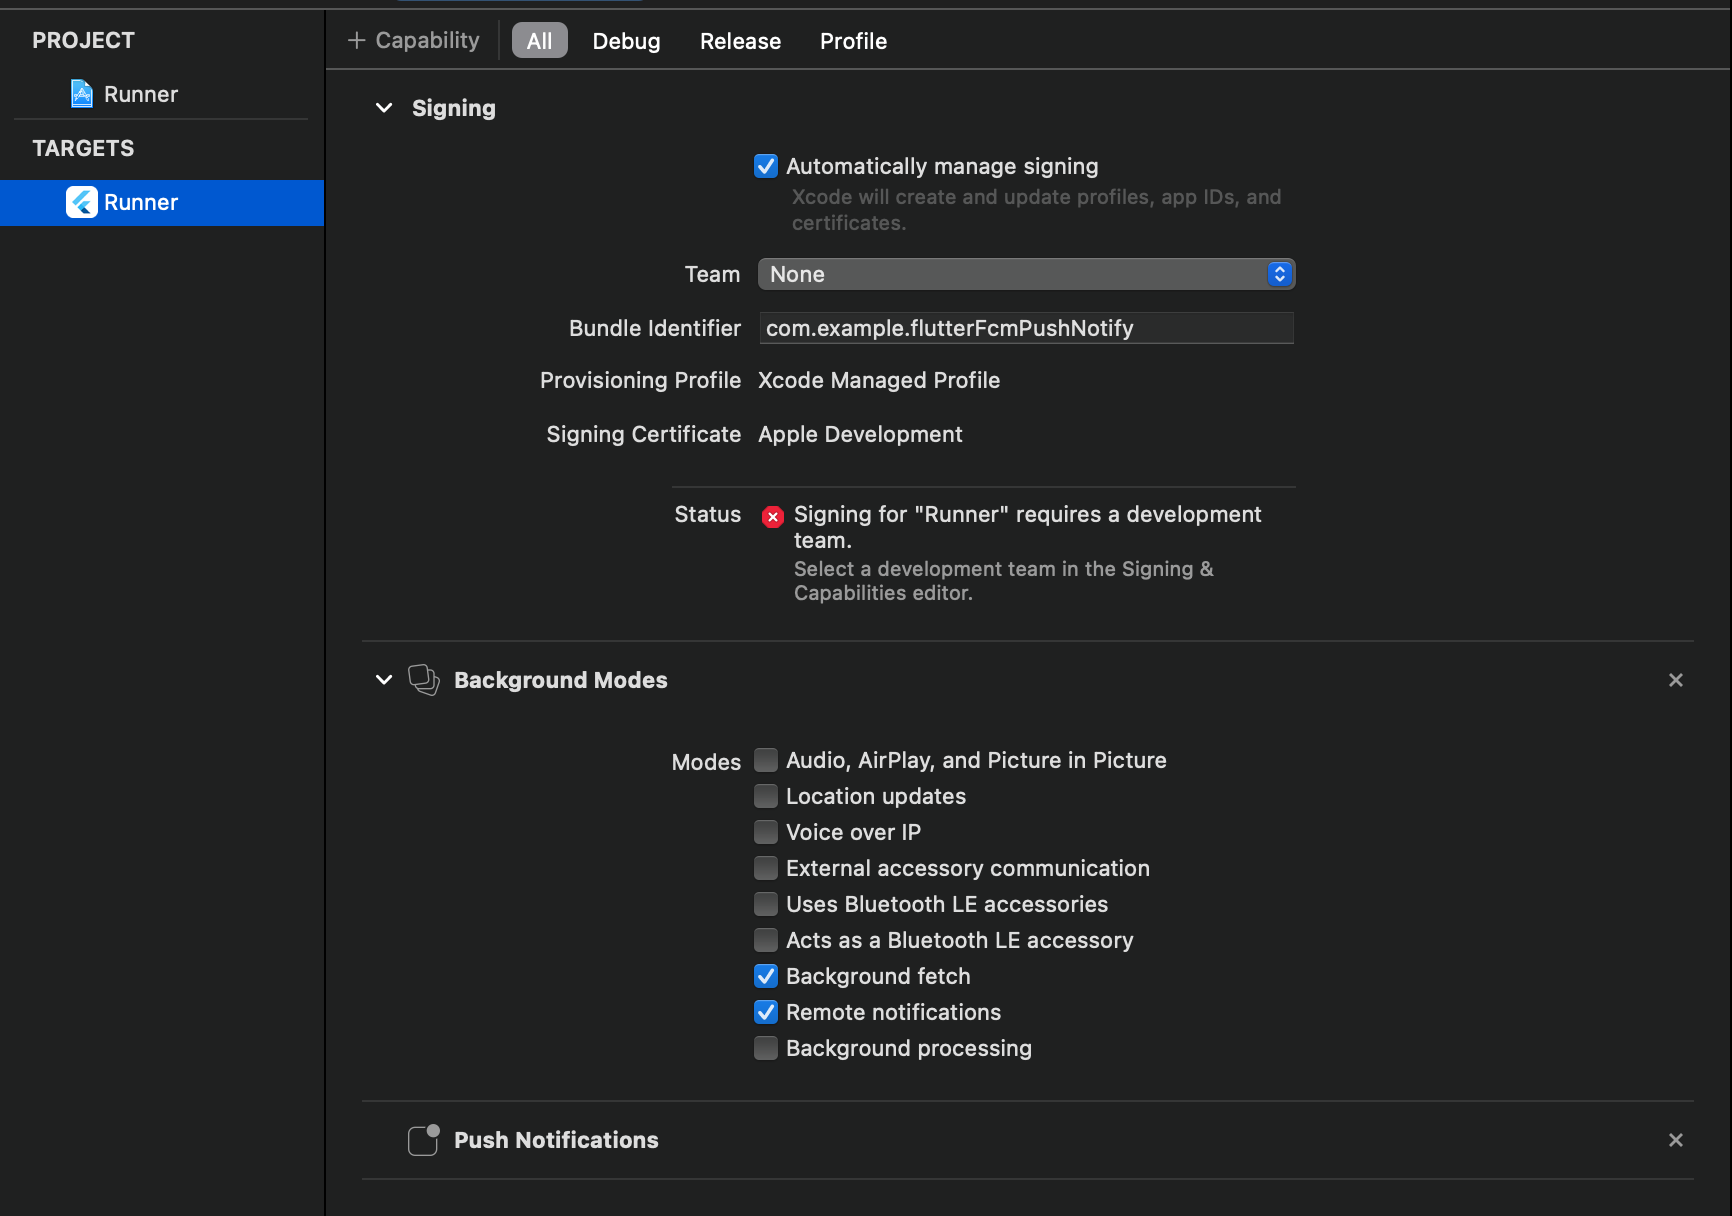 PROJECT
Runner
TARGETS
Runner
+ Capability
All
Debug
Release
Profile
Signing
Automatically manage signing
Xcode will create and update profiles, app IDs, and
certificates.
Team
None
Bundle Identifier
com.example.flutterFcmPushNotify
Provisioning Profile
Xcode Managed Profile
Signing Certificate
Apple Development
Status
Signing for "Runner" requires a development
team.
Select a development team in the Signing &
Capabilities editor.
Background Modes
Modes
Audio, AirPlay, and Picture in Picture
Location updates
Voice over IP
External accessory communication
Uses Bluetooth LE accessories
Acts as a Bluetooth LE accessory
Background fetch
Remote notifications
Background processing
Push Notifications